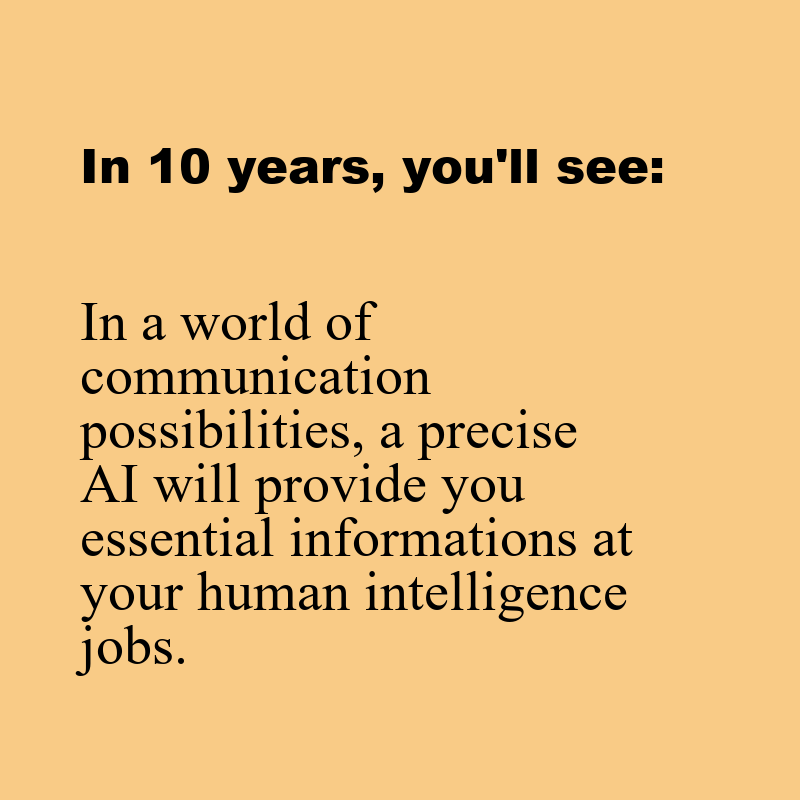 In 10 years, you'll see:
In a world of
communication
possibilities, a precise
AI will provide you
essential informations at
your human intelligence
jobs.